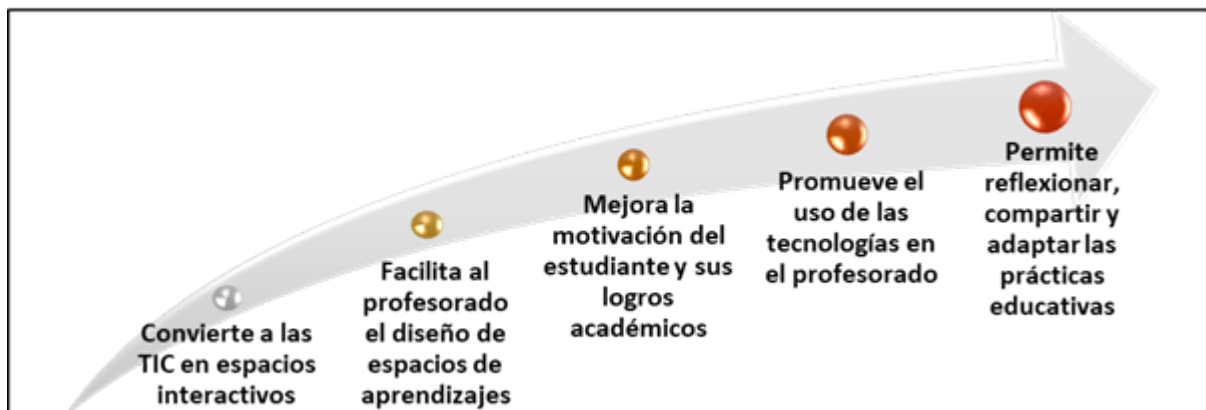 Convierte a las
TIC en espacios
interactivos
Facilita al
profesorado
el diseño de
espacios de
aprendizajes
Mejora la
motivación del
estudiante y sus
logros
académicos
Promueve el
uso de las
tecnologías en
el profesorado
Permite
reflexionar,
compartir y
adaptar las
prácticas
educativas